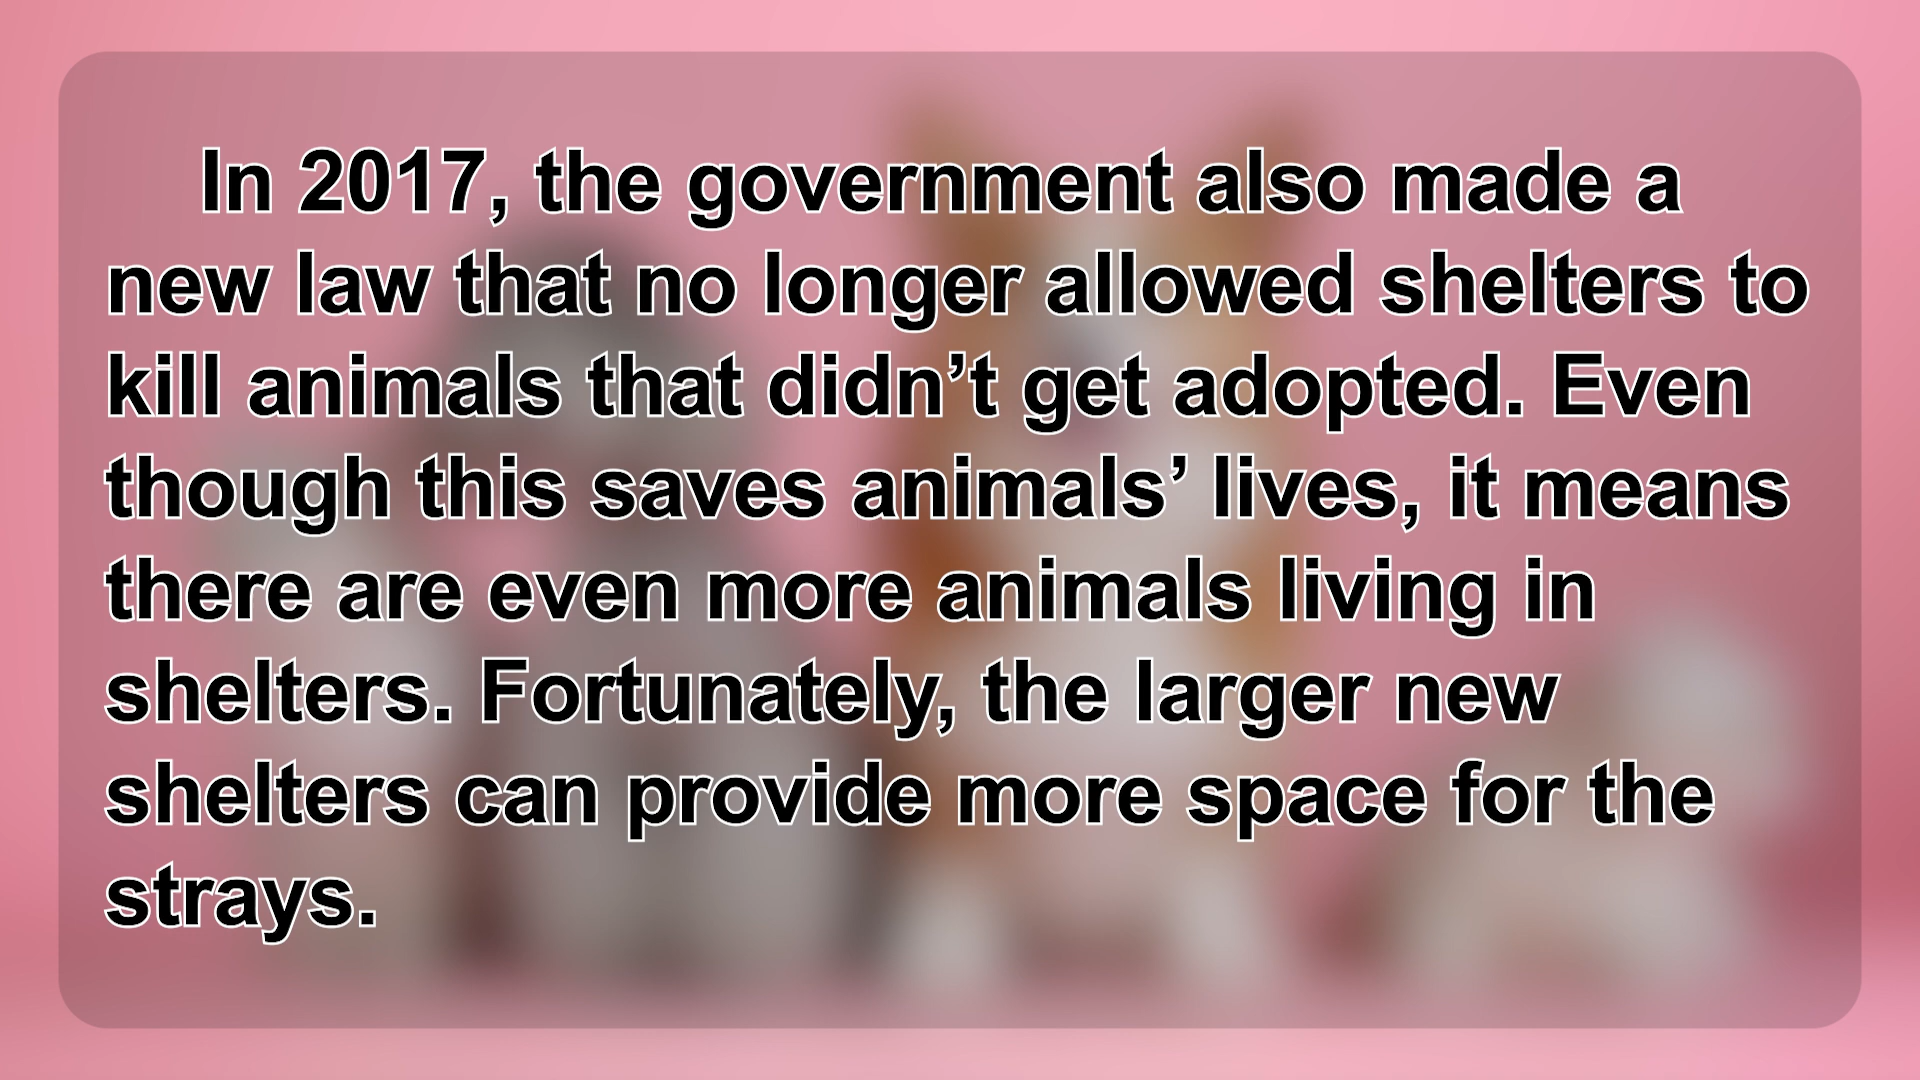 In 2017, the government also made a
new law that no longer allowed shelters to
kill animals that didn’t get adopted. Even
though this saves animals’ lives, it means
there are even more animals living in
shelters. Fortunately, the larger new
shelters can provide more space for the
strays.